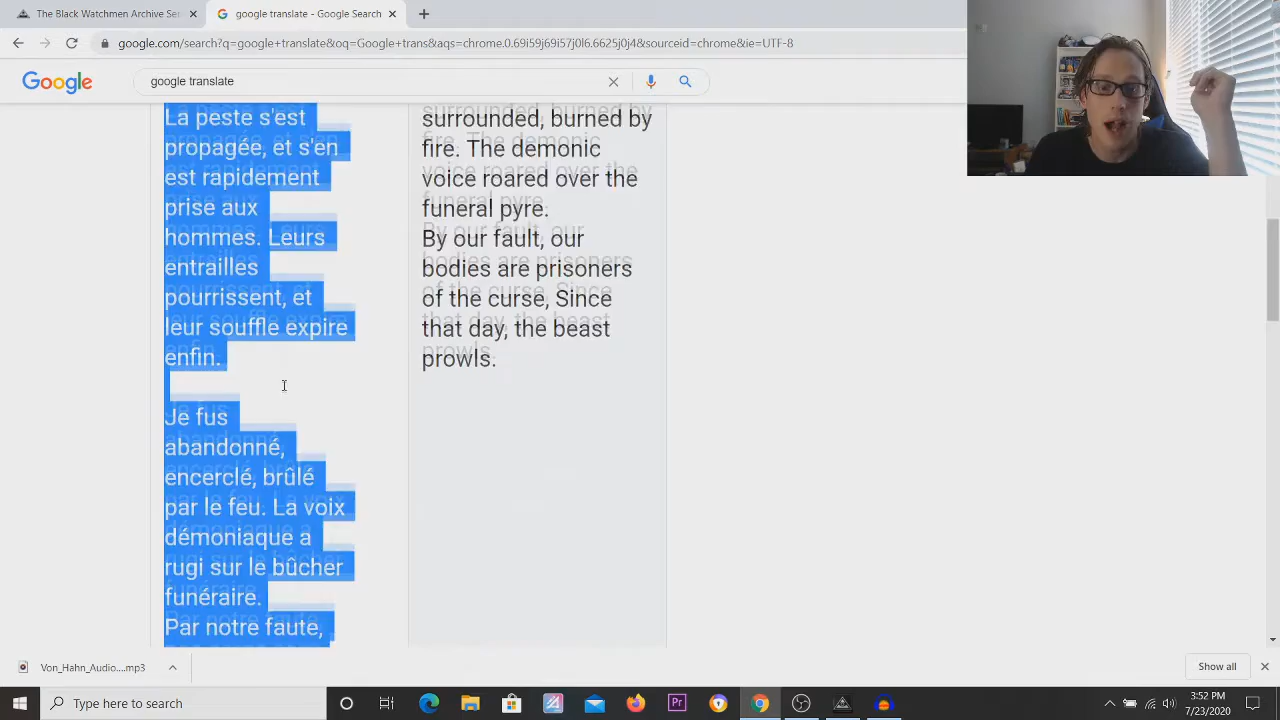 The Black Watchmen Archive Ser
google translate - Google Search
google.com/search?q=google+translate&oq=Google+trans&aqs=chrome.0.69i59j69i57j0l6.6625j0j4&sourceid=chrome&ie=UTF-8
Google
google translate
La peste s'est
propagée, et s'en
est rapidement
prise aux
hommes. Leurs
entrailles
pourrissent, et
leur souffle expire
enfin.
Je fus
abandonné,
encerclé, brûlé
par le feu. La voix
démoniaque a
rugi sur le bûcher
funéraire.
Par notre faute,
surrounded, burned by
fire. The demonic
voice roared over the
funeral pyre.
By our fault, our
bodies are prisoners
of the curse, Since
that day, the beast
prowls.
Von_Hahn_Audio....mp3
Show all
Type here to search
Pr
3:52 PM
7/23/2020